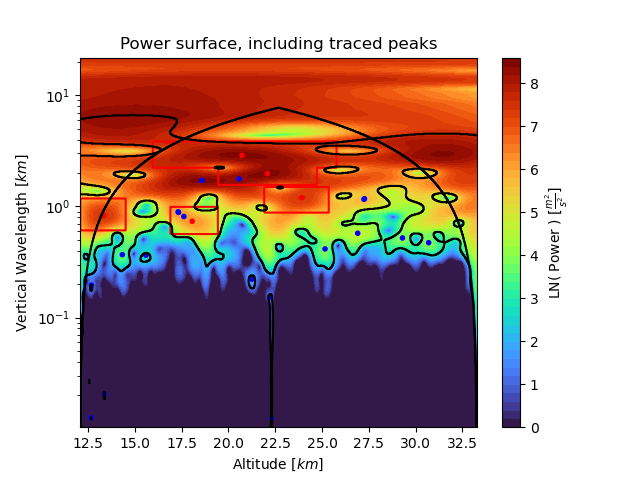 Power surface, including traced peaks
10¹
10⁰
10⁻¹
Vertical Wavelength [km]
12.5 15.0 17.5 20.0 22.5 25.0 27.5 30.0 32.5
Altitude [km]
8
7
6
5
4
3
2
1
0
LN( Power ) [m²/s²]